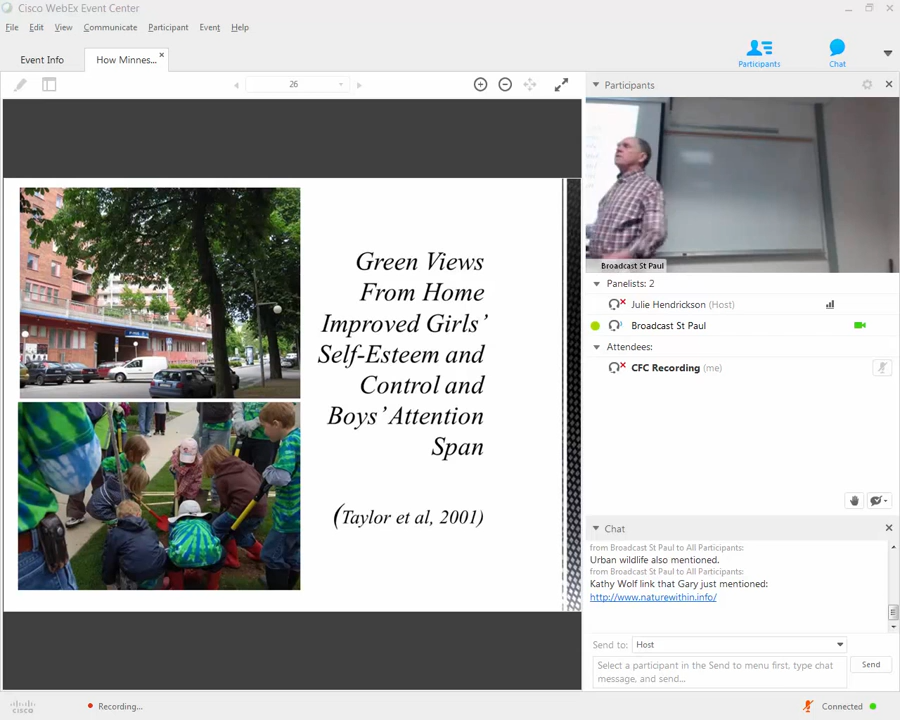 Cisco WebEx Event Center
File Edit View Communicate Participant Event Help
Event Info
How Minnes...
Participants
Chat
26
Participants
Broadcast St Paul
Panelists: 2
Julie Hendrickson (Host)
Broadcast St Paul
Attendees:
CFC Recording (me)
Green Views
From Home
Improved Girls’
Self-Esteem and
Control and
Boys’ Attention
Span
(Taylor et al, 2001)
Chat
from Broadcast St Paul to All Participants:
Urban wildlife also mentioned.
from Broadcast St Paul to All Participants:
Kathy Wolf link that Gary just mentioned:
http://www.naturewithin.info/
Send to: Host
Select a participant in the Send to menu first, type chat
message, and send...
Send
cisco
Recording...
Connected